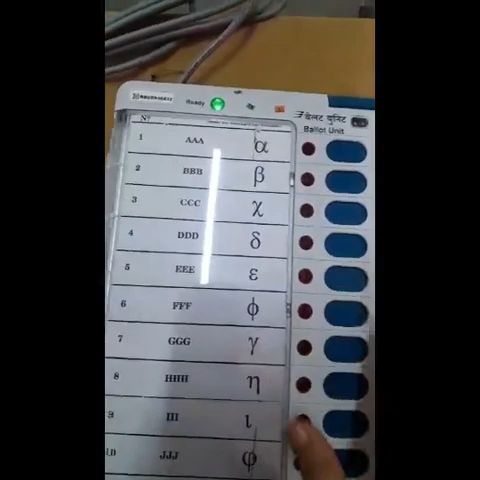 Ready
बैलट यूनिट
Ballot Unit
1 AAA α
2 BBB β
3 CCC χ
4 DDD δ
5 EEE ε
6 FFF ϕ
7 GGG γ
8 HHH η
9 III ι
10 JJJ φ